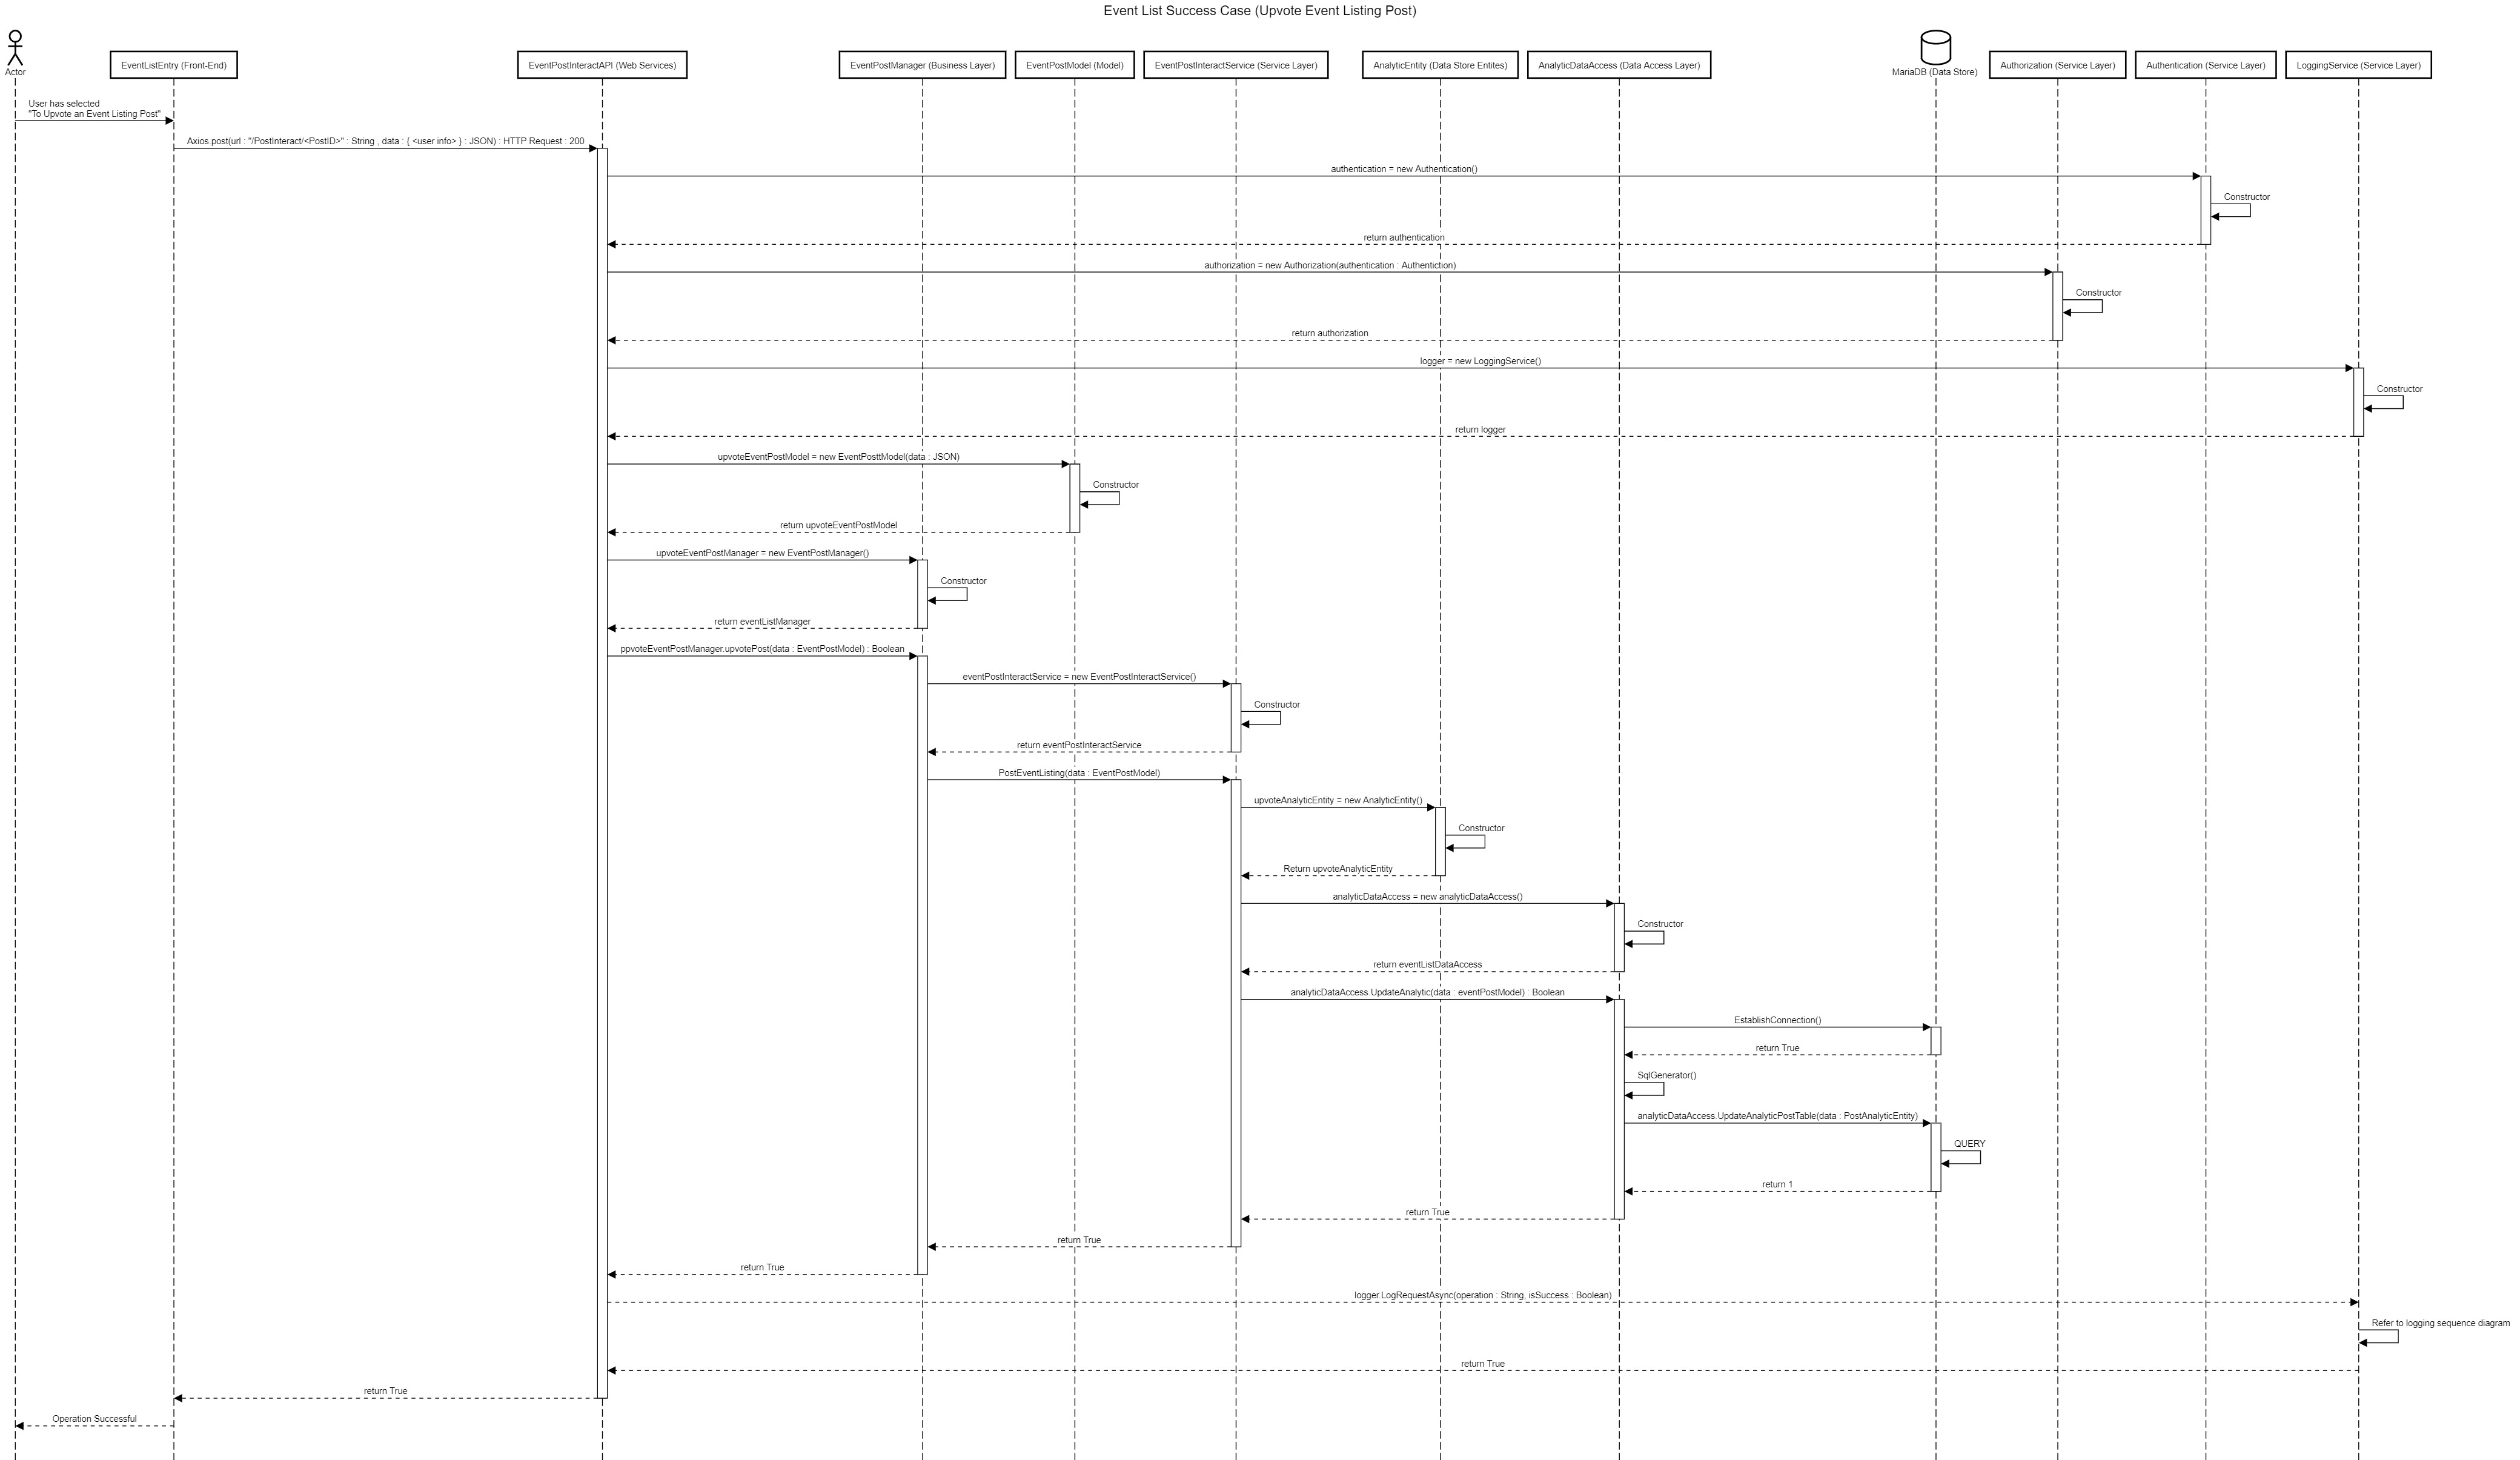 Event List Success Case (Upvote Event Listing Post)
Actor
EventListEntry (Front-End)
EventPostInteractAPI (Web Services)
EventPostManager (Business Layer)
EventPostModel (Model)
EventPostInteractService (Service Layer)
AnalyticEntity (Data Store Entites)
AnalyticDataAccess (Data Access Layer)
MariaDB (Data Store)
Authorization (Service Layer)
Authentication (Service Layer)
LoggingService (Service Layer)
User has selected
"To Upvote an Event Listing Post"
Axios.post(url : "/PostInteract/<PostID>" : String , data : { <user info> } : JSON) : HTTP Request : 200
authentication = new Authentication()
Constructor
return authentication
authorization = new Authorization(authentication : Authentiction)
Constructor
return authorization
logger = new LoggingService()
Constructor
return logger
upvoteEventPostModel = new EventPosttModel(data : JSON)
Constructor
return upvoteEventPostModel
upvoteEventPostManager = new EventPostManager()
Constructor
return eventListManager
ppvoteEventPostManager.upvotePost(data : EventPostModel) : Boolean
eventPostInteractService = new EventPostInteractService()
Constructor
return eventPostInteractService
PostEventListing(data : EventPostModel)
upvoteAnalyticEntity = new AnalyticEntity()
Constructor
Return upvoteAnalyticEntity
analyticDataAccess = new analyticDataAccess()
Constructor
return eventListDataAccess
analyticDataAccess.UpdateAnalytic(data : eventPostModel) : Boolean
EstablishConnection()
return True
SqlGenerator()
analyticDataAccess.UpdateAnalyticPostTable(data : PostAnalyticEntity)
QUERY
return 1
return True
return True
return True
logger.LogRequestAsync(operation : String, isSuccess : Boolean)
Refer to logging sequence diagram
return True
return True
Operation Successful